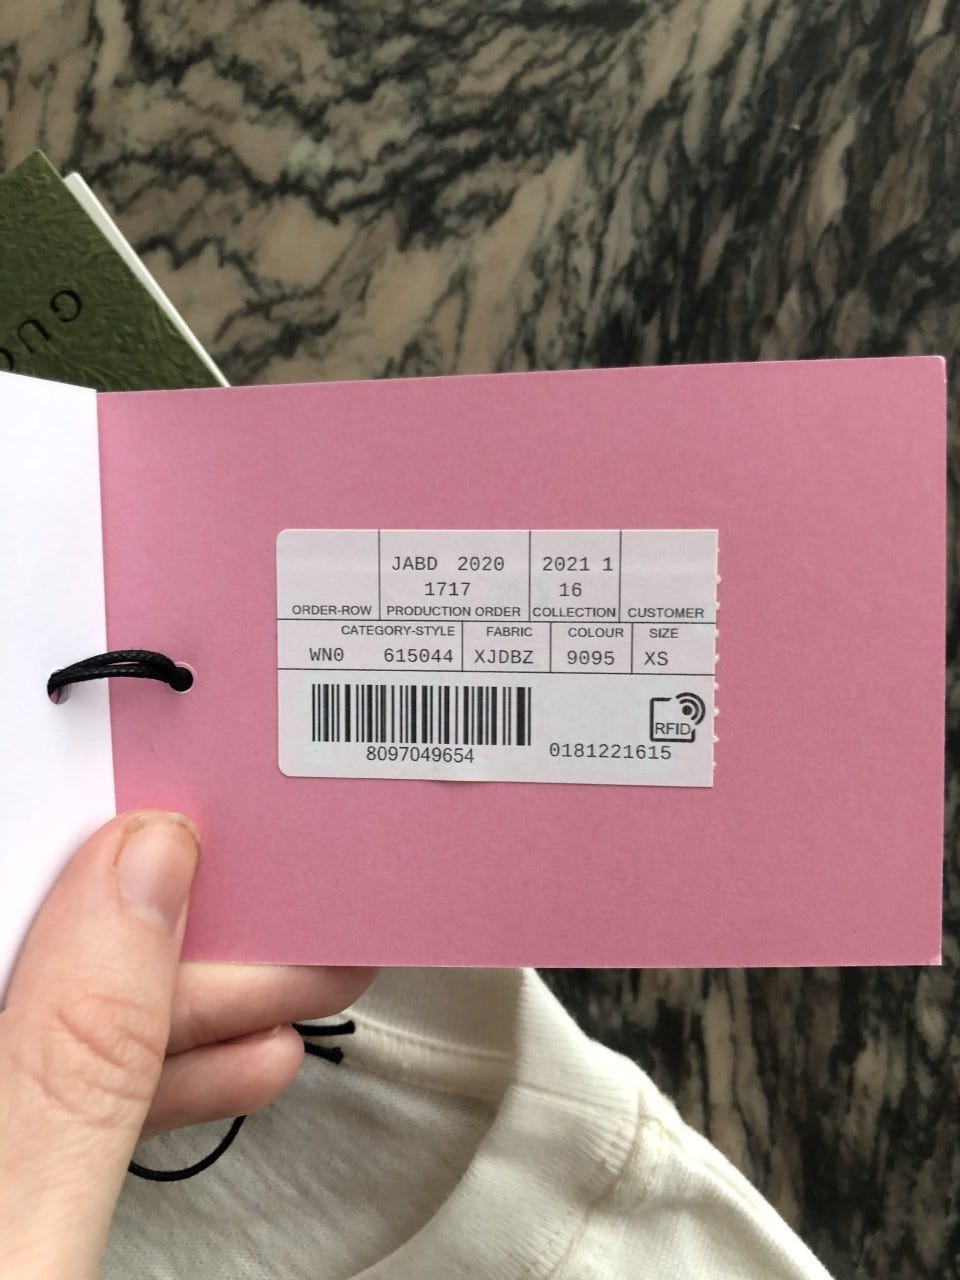 GUC
JABD 2020 2021 1
1717 16
ORDER-ROW PRODUCTION ORDER COLLECTION CUSTOMER
CATEGORY-STYLE FABRIC COLOUR SIZE
WN0 615044 XJDBZ 9095 XS
RFID
8097049654 0181221615